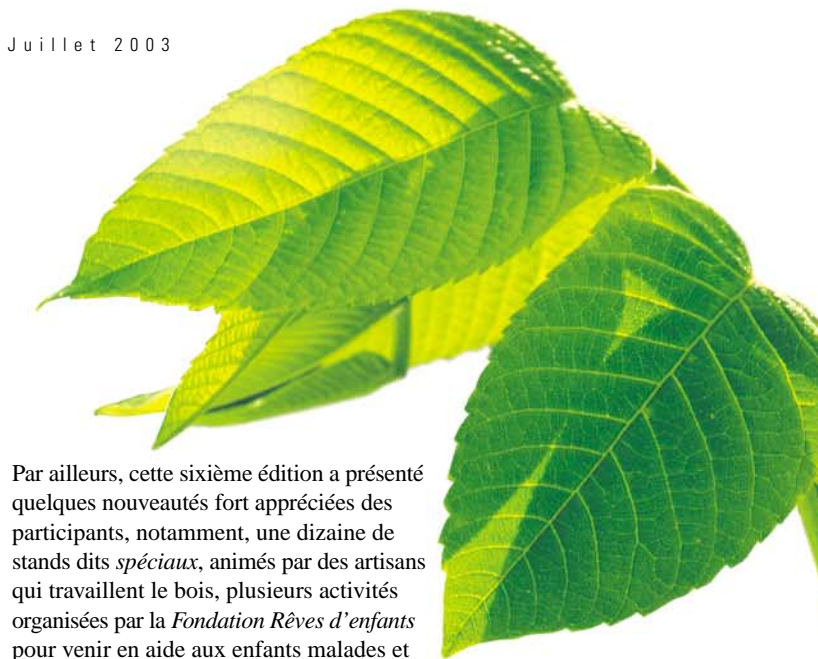 Juillet 2003
Par ailleurs, cette sixième édition a présenté
quelques nouveautés fort appréciées des
participants, notamment, une dizaine de
stands dits spéciaux, animés par des artisans
qui travaillent le bois, plusieurs activités
organisées par la Fondation Rêves d'enfants
pour venir en aide aux enfants malades et